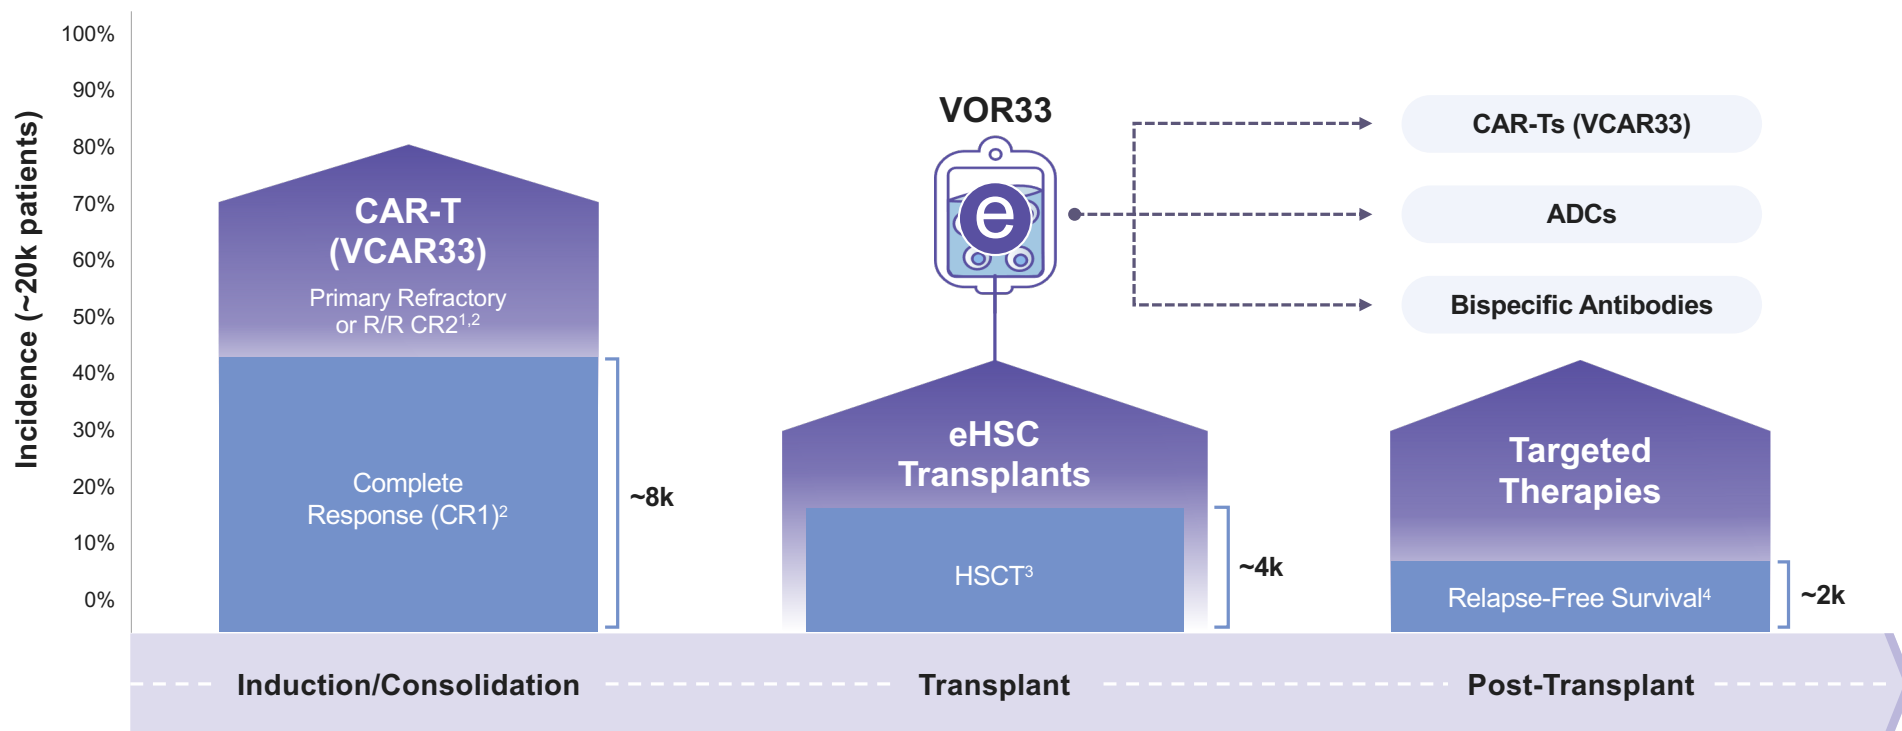 Incidence (~20k patients)
100%
90%
80%
70%
60%
50%
40%
30%
20%
10%
0%
CAR-T
(VCAR33)
Primary Refractory
or R/R CR2¹,²
Complete
Response (CR1)²
~8k
VOR33
e
eHSC
Transplants
HSCT³
~4k
CAR-Ts (VCAR33)
ADCs
Bispecific Antibodies
Targeted
Therapies
Relapse-Free Survival⁴
~2k
Induction/Consolidation
Transplant
Post-Transplant